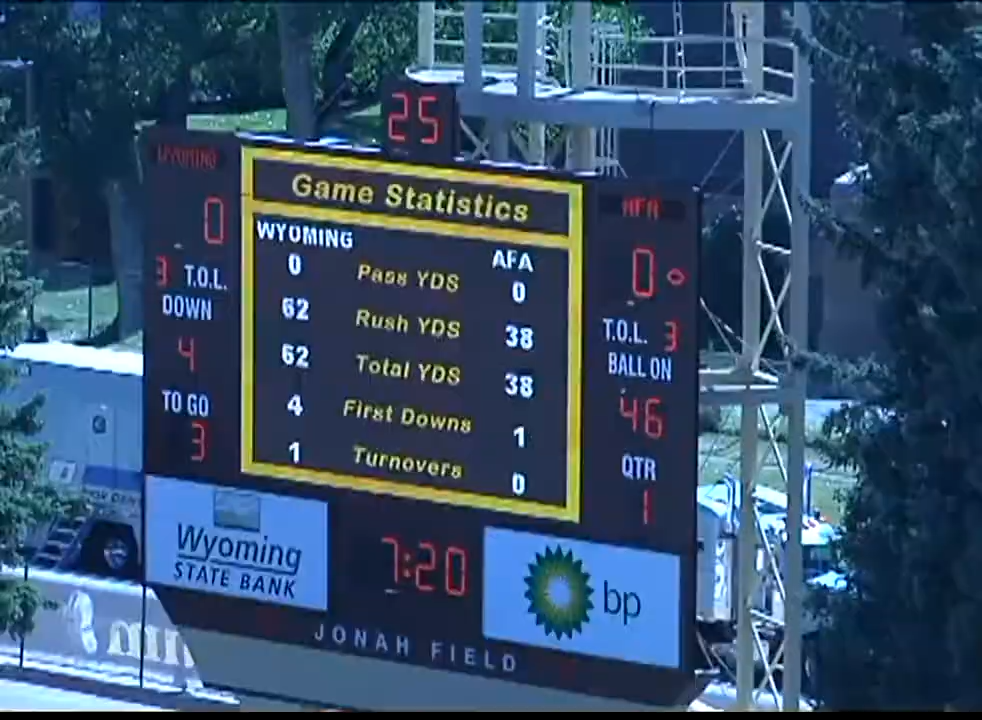 25
WYOMING
Game Statistics
AFA
0
WYOMING
AFA
0
0
Pass YDS
0
3 T.O.L.
62
Rush YDS
38
T.O.L. 3
DOWN
62
Total YDS
38
BALL ON
4
4
First Downs
1
46
TO GO
3
1
Turnovers
0
QTR
1
Wyoming
STATE BANK
7:20
bp
JONAH FIELD